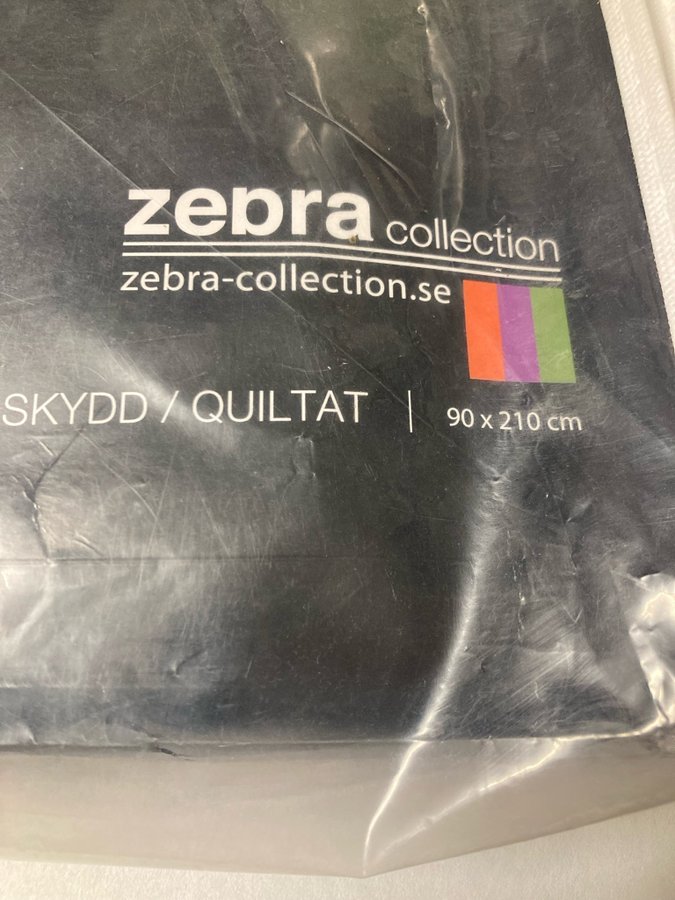 zebra collection
zebra-collection.se
SKYDD / QUILTAT | 90 x 210 cm